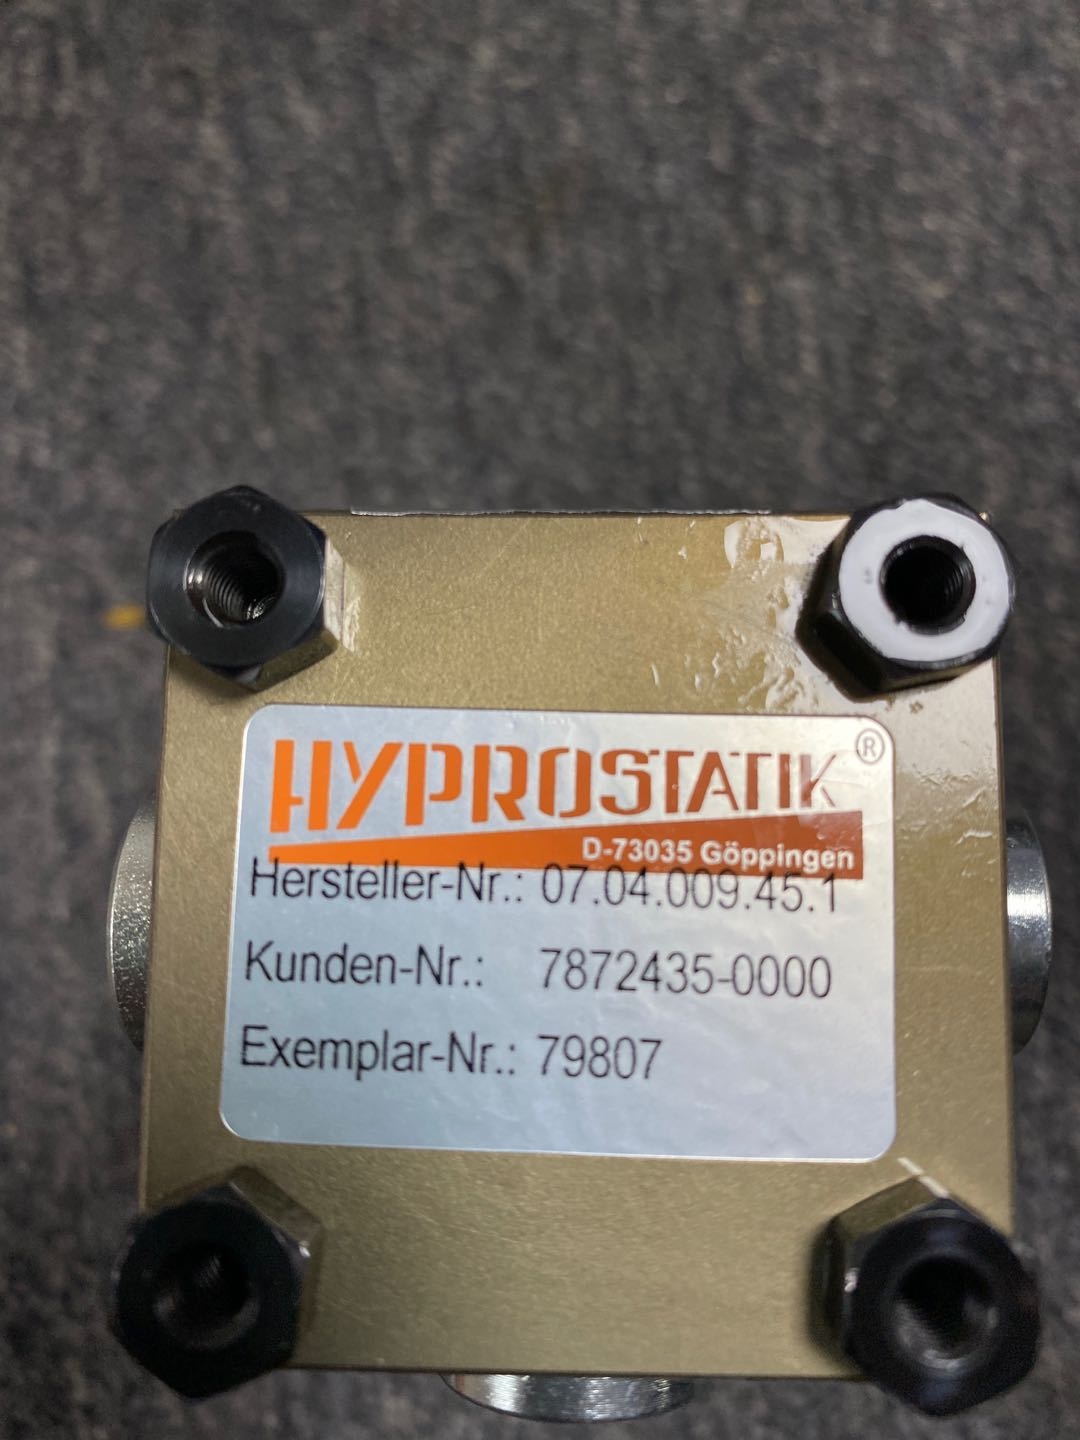 HYPROSTATIK®
D-73035 Göppingen
Hersteller-Nr.: 07.04.009.45.1
Kunden-Nr.: 7872435-0000
Exemplar-Nr.: 79807